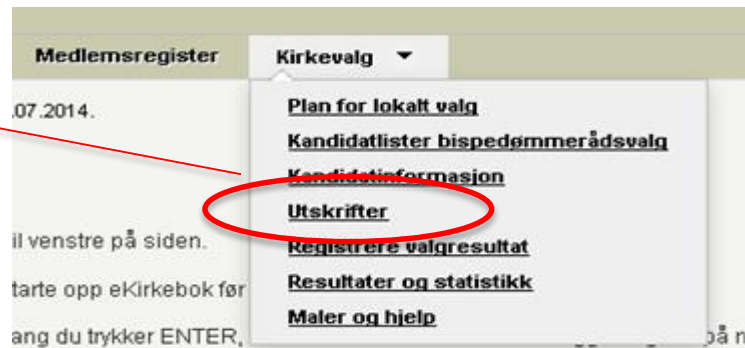 Medlemsregister Kirkevalg
.07.2014. Plan for lokalt valg
Kandidatlister bispedømmerådsvalg
Kandidatinformasjon
Utskrifter
il venstre på siden. Registrere valgresultat
tarte opp eKirkebok før Resultater og statistikk
Maler og hjelp
ang du trykker ENTER, på